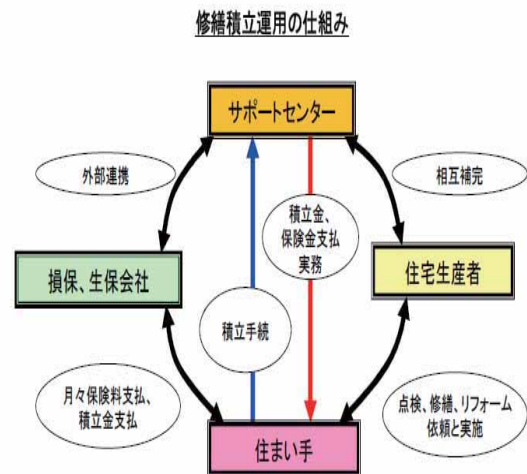 修繕積立運用の仕組み
サポートセンター
外部連携
相互補完
積立金、
保険金支払
実務
損保、生保会社
住宅生産者
積立手続
月々保険料支払、
積立金支払
点検、修繕、リフォーム
依頼と実施
住まい手